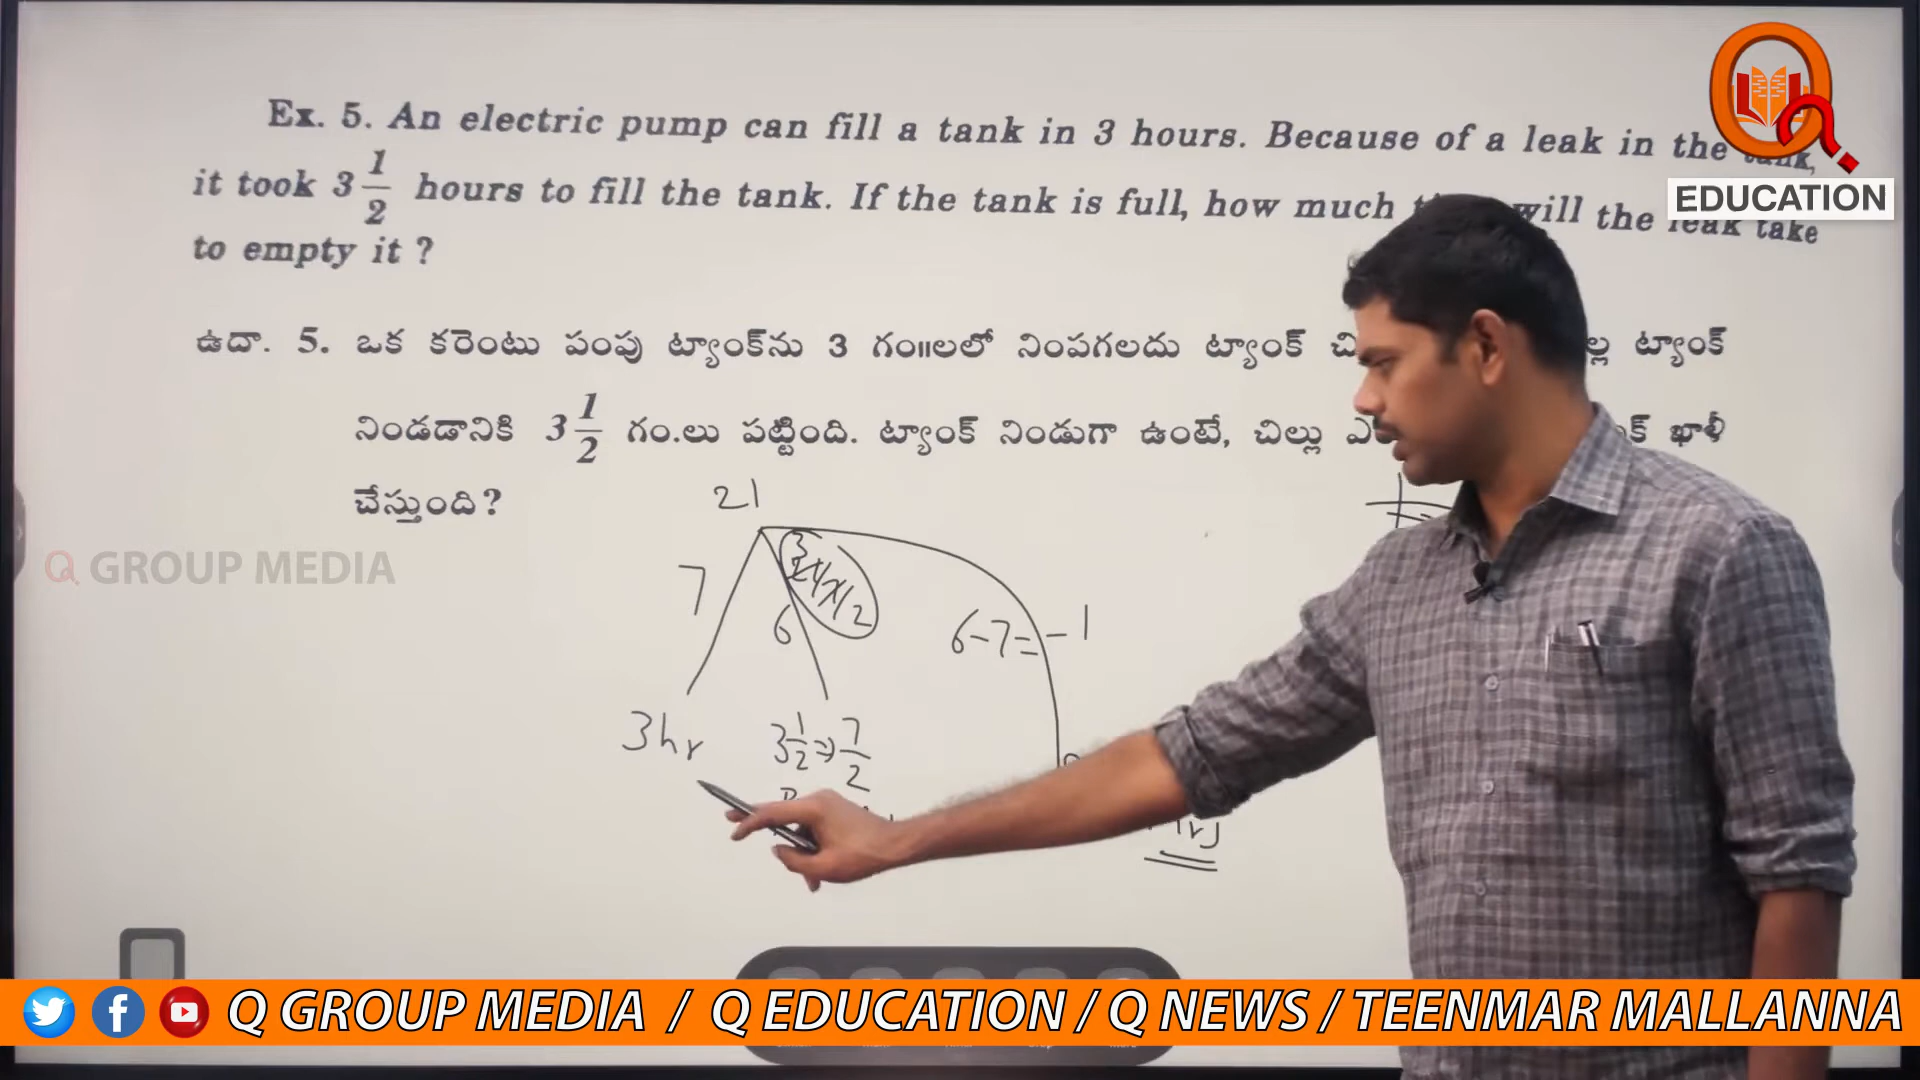 Ex. 5. An electric pump can fill a tank in 3 hours. Because of a leak in the tank,
it took 3 1/2 hours to fill the tank. If the tank is full, how much will the leak take
to empty it ?
ఉదా. 5. ఒక కరెంటు పంపు ట్యాంక్‌ను 3 గం॥లలో నింపగలదు ట్యాంక్ ట్యాంక్
నిండడానికి 3 1/2 గం.లు పట్టింది. ట్యాంక్ నిండుగా ఉంటే, చిల్లు ఖాళీ
చేస్తుంది?
21
7
6
6-7=-1
3hr
3 1/2 ⇒ 7/2
EDUCATION
Q GROUP MEDIA
Q GROUP MEDIA / Q EDUCATION / Q NEWS / TEENMAR MALLANNA